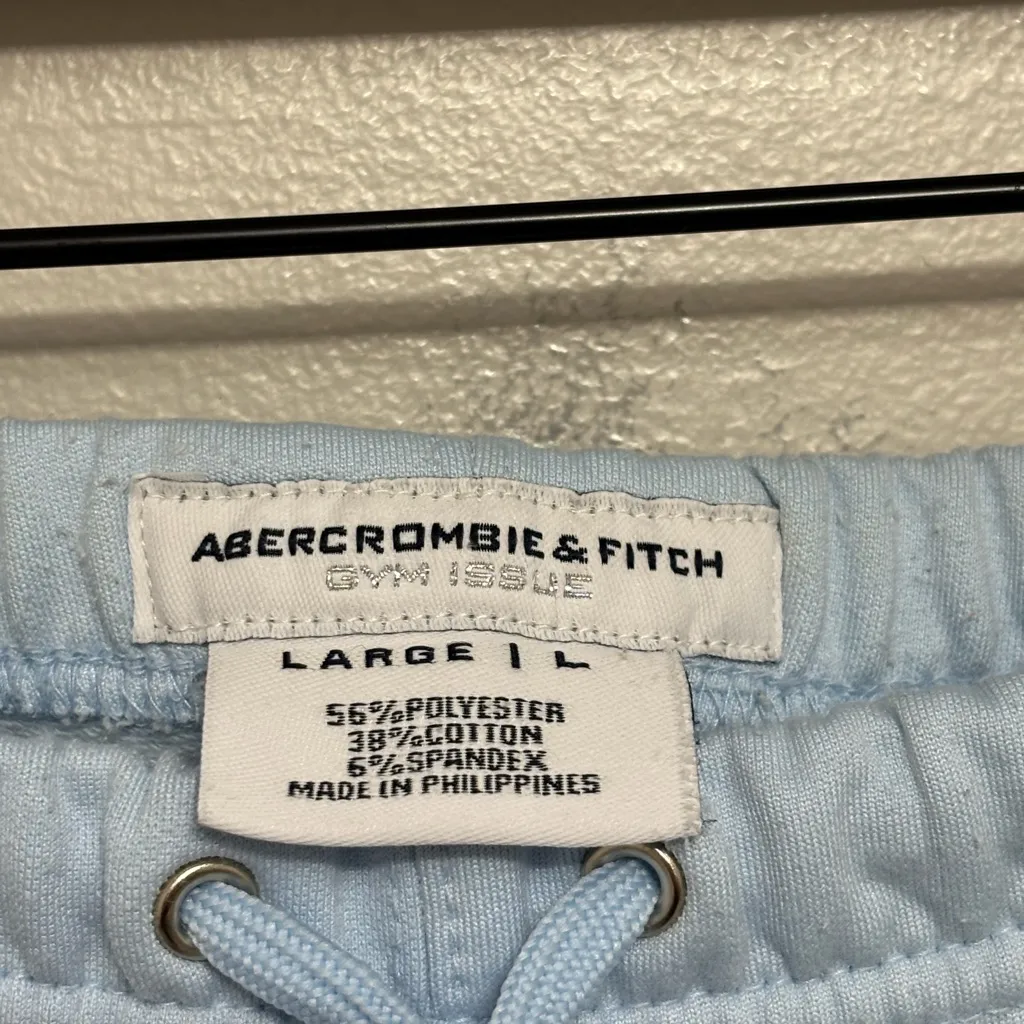 ABERCROMBIE & FITCH
GYM ISSUE
LARGE | L
56%POLYESTER
38%COTTON
6%SPANDEX
MADE IN PHILIPPINES